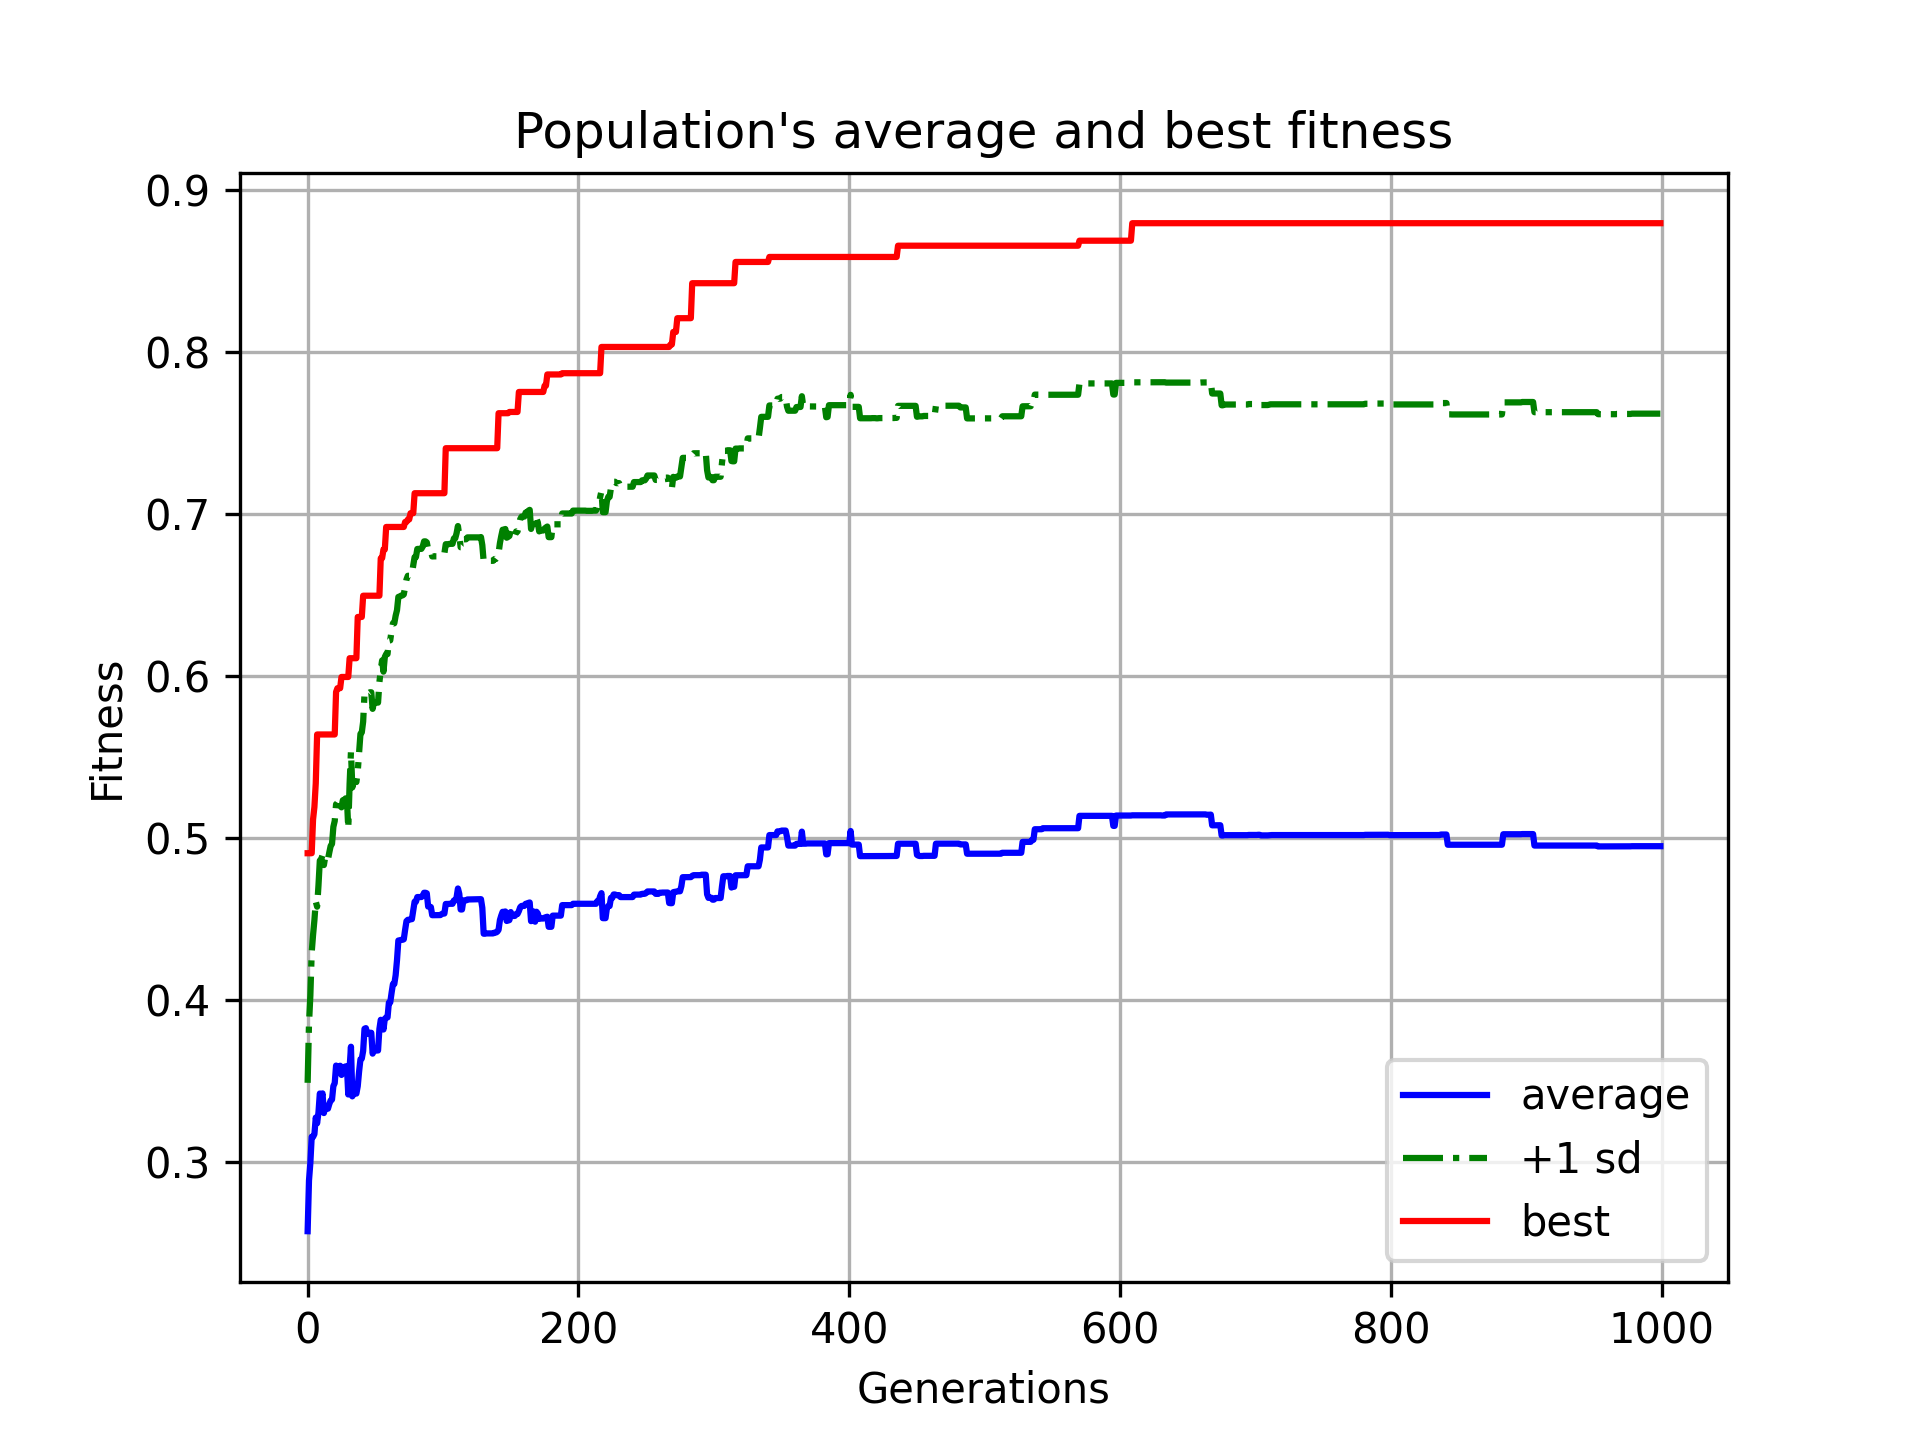 Population's average and best fitness
Fitness
0.9
0.8
0.7
0.6
0.5
0.4
0.3
average
+1 sd
best
0 200 400 600 800 1000
Generations